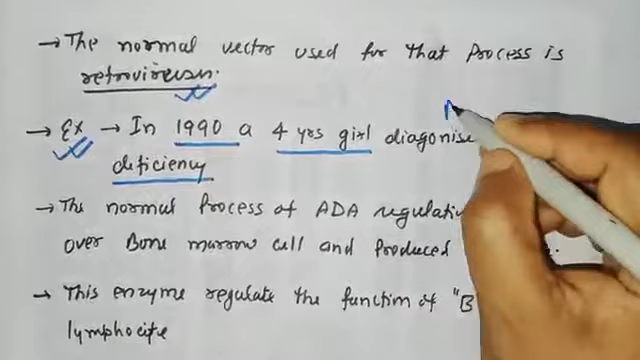 → The normal vector used for that process is
retrovirus.
→ Ex → In 1990 a 4 yrs girl diagonise
deficiency
→ The normal process of ADA regulati
over Bone marrow cell and produced
→ This enzyme regulate the function of "B
lymphocite